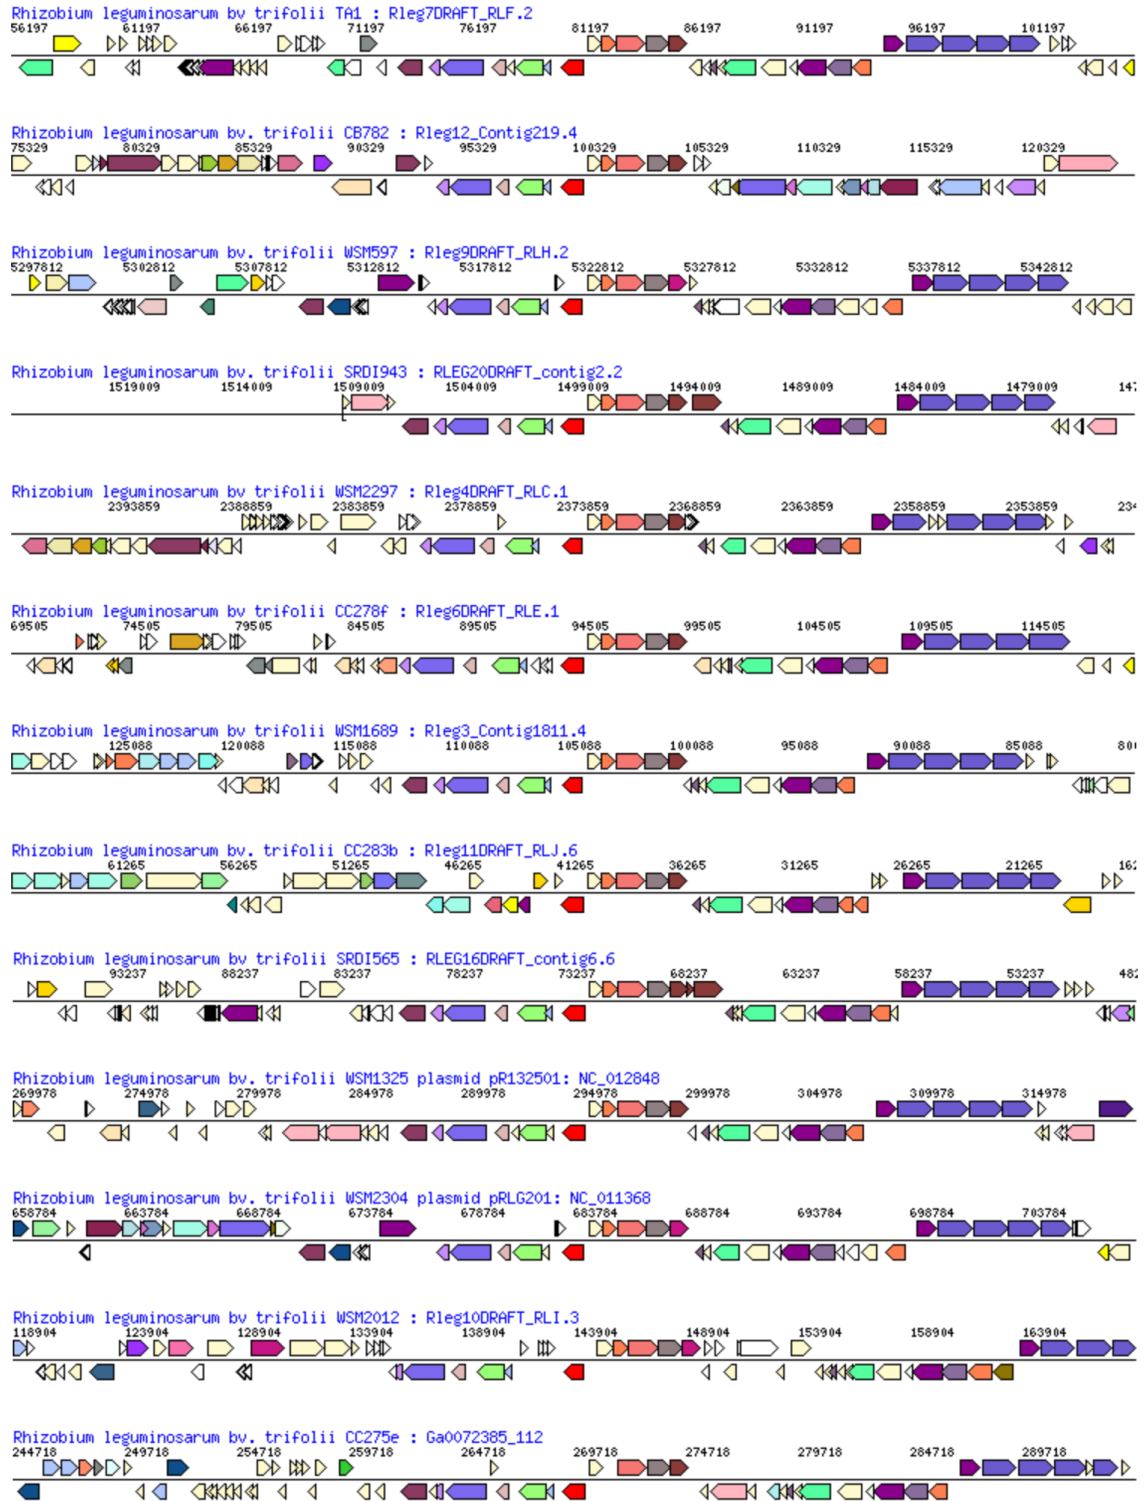 Rhizobium leguminosarum bv trifolii TA1 : Rleg7DRAFT_RLF.2
56197 61197 66197 71197 76197 81197 86197 91197 96197 101197
Rhizobium leguminosarum bv. trifolii CB782 : Rleg12_Contig219.4
75329 80329 85329 90329 95329 100329 105329 110329 115329 120329
Rhizobium leguminosarum bv. trifolii WSM597 : Rleg9DRAFT_RLH.2
5297812 5302812 5307812 5312812 5317812 5322812 5327812 5332812 5337812 5342812
Rhizobium leguminosarum bv. trifolii SRDI943 : RLEG20DRAFT_contig2.2
1519009 1514009 1509009 1504009 1499009 1494009 1489009 1484009 1479009 147
Rhizobium leguminosarum bv trifolii WSM2297 : Rleg4DRAFT_RLC.1
2393859 2388859 2383859 2378859 2373859 2368859 2363859 2358859 2353859 234
Rhizobium leguminosarum bv trifolii CC278f : Rleg6DRAFT_RLE.1
69505 74505 79505 84505 89505 94505 99505 104505 109505 114505
Rhizobium leguminosarum bv. trifolii WSM1689 : Rleg3_Contig1811.4
125088 120088 115088 110088 105088 100088 95088 90088 85088 80
Rhizobium leguminosarum bv. trifolii CC283b : Rleg11DRAFT_RLJ.6
61265 56265 51265 46265 41265 36265 31265 26265 21265 162
Rhizobium leguminosarum bv. trifolii SRDI565 : RLEG16DRAFT_contig6.6
93237 88237 83237 78237 73237 68237 63237 58237 53237 482
Rhizobium leguminosarum bv. trifolii WSM1325 plasmid pR132501: NC_012848
269978 274978 279978 284978 289978 294978 299978 304978 309978 314978
Rhizobium leguminosarum bv. trifolii WSM2304 plasmid pRLG201: NC_011368
658784 663784 668784 673784 678784 683784 688784 693784 698784 703784
Rhizobium leguminosarum bv trifolii WSM2012 : Rleg10DRAFT_RLI.3
118904 123904 128904 133904 138904 143904 148904 153904 158904 163904
Rhizobium leguminosarum bv. trifolii CC275e : Ga0072385_112
244718 249718 254718 259718 264718 269718 274718 279718 284718 289718